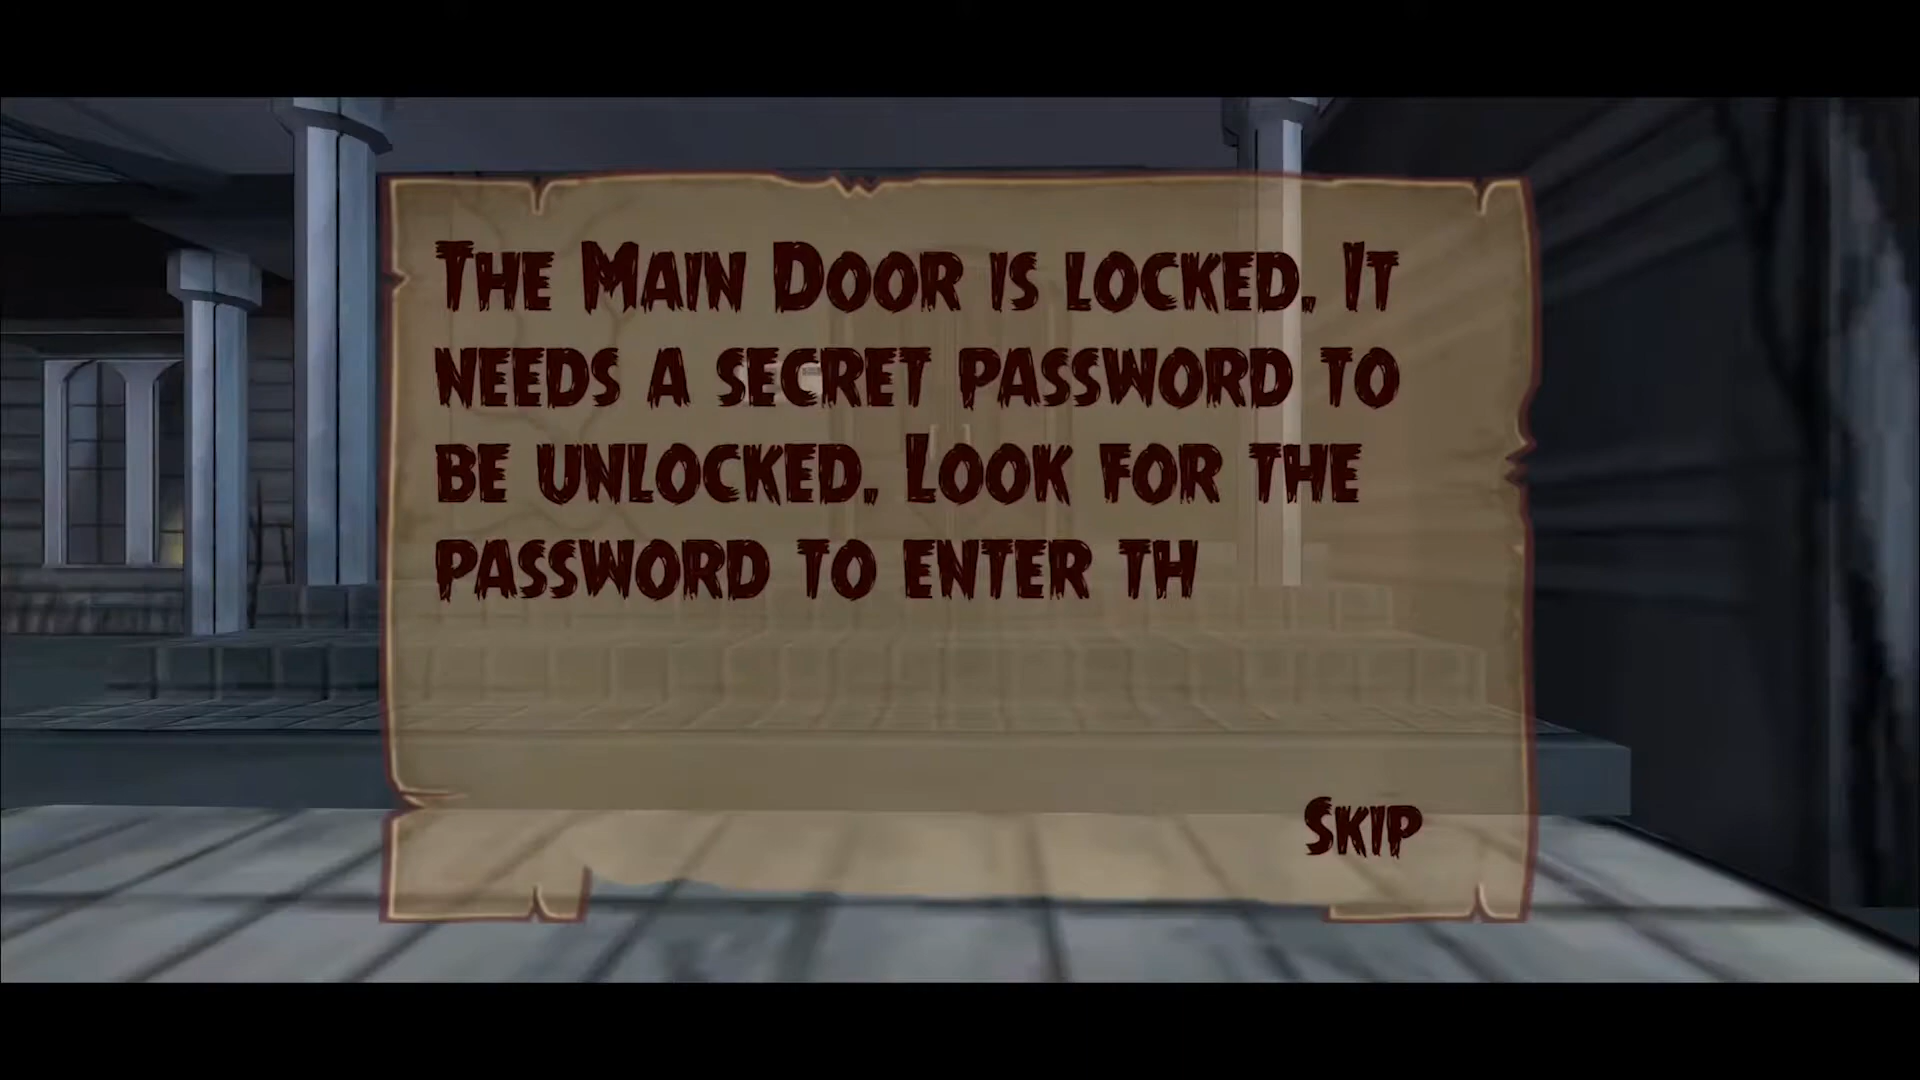 The Main Door is locked. It
needs a secret password to
be unlocked. Look for the
password to enter th
Skip